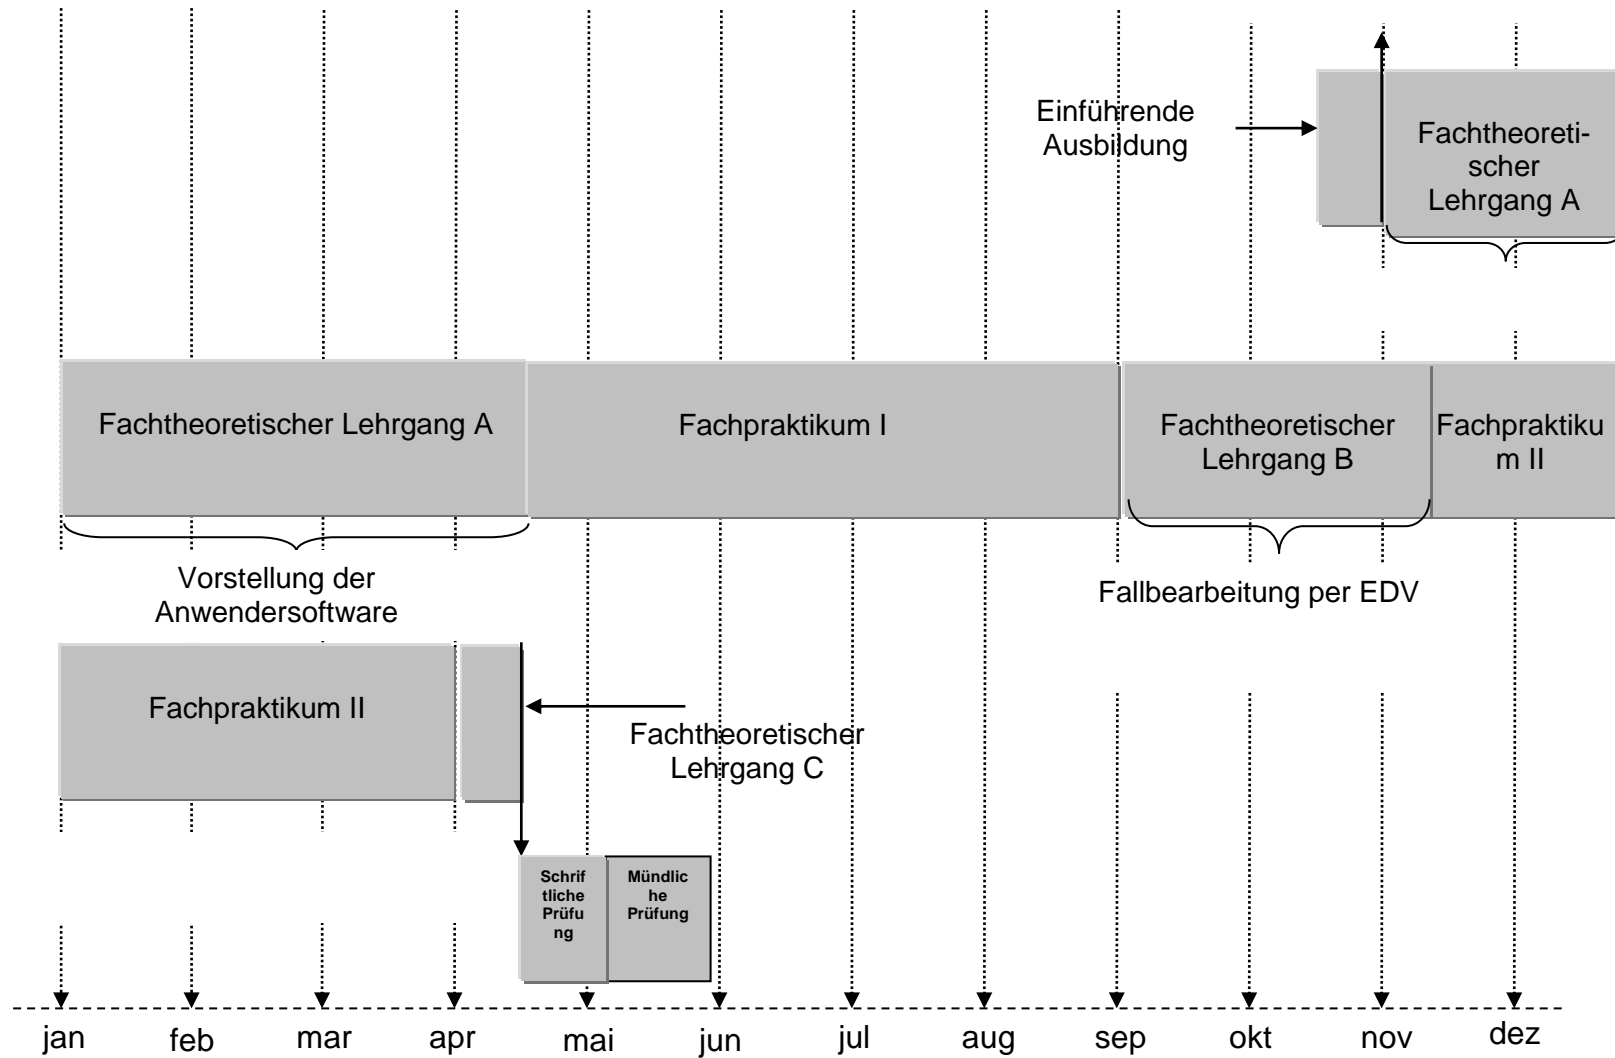 Einführende
Ausbildung
Fachtheoreti-
scher
Lehrgang A
Fachtheoretischer Lehrgang A
Fachpraktikum I
Fachtheoretischer
Lehrgang B
Fachpraktiku
m II
Vorstellung der
Anwendersoftware
Fallbearbeitung per EDV
Fachpraktikum II
Fachtheoretischer
Lehrgang C
Schrif
tliche
Prüfu
ng
Mündlic
he
Prüfung
jan feb mar apr mai jun jul aug sep okt nov dez